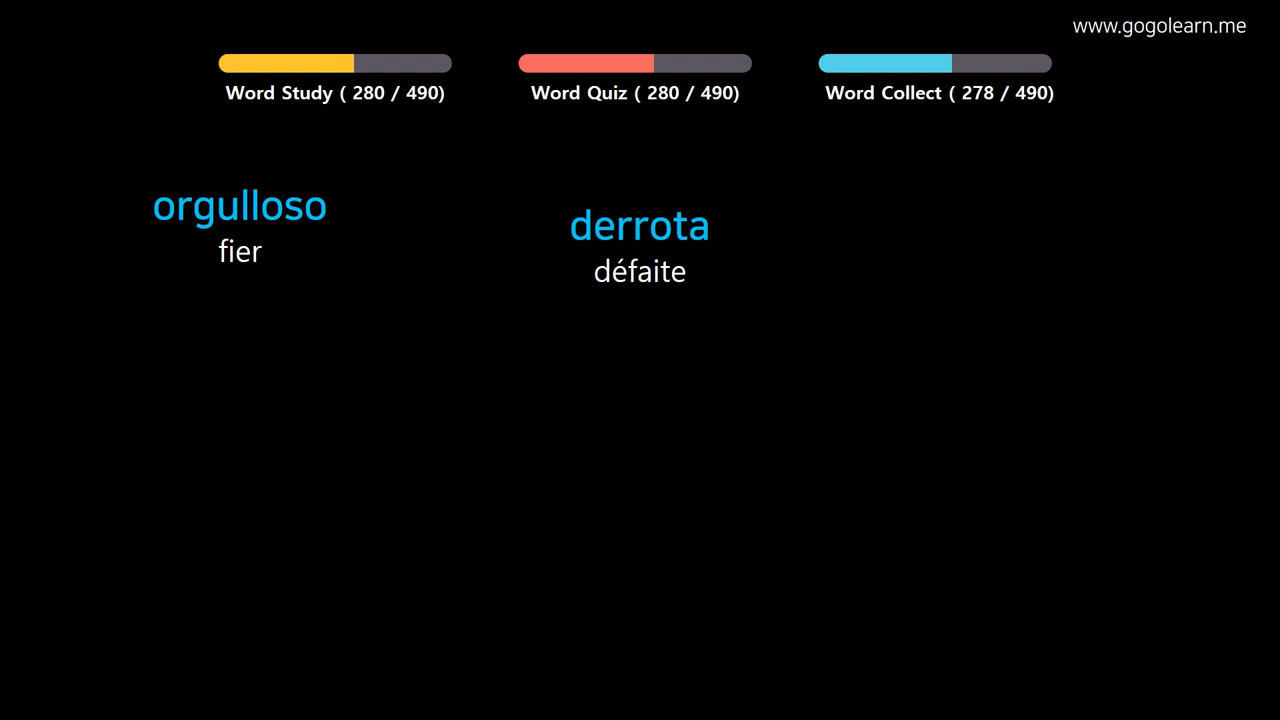 www.gogolearn.me
Word Study ( 280 / 490)
Word Quiz ( 280 / 490)
Word Collect ( 278 / 490)
orgulloso
fier
derrota
défaite